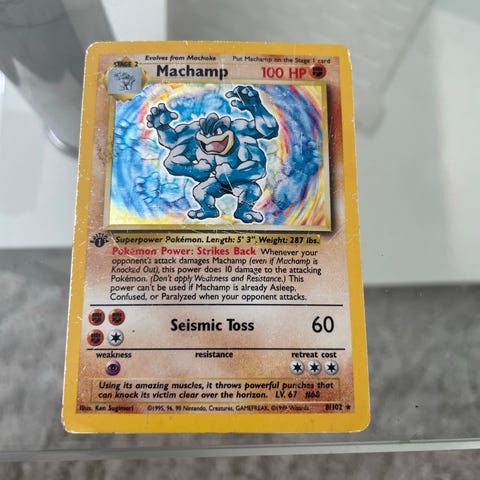 Evolves from Machoke Put Machamp on the Stage 1 card
STAGE 2
Machamp 100 HP
1
Superpower Pokémon. Length: 5' 3", Weight: 287 lbs.
Pokémon Power: Strikes Back Whenever your
opponent's attack damages Machamp (even if Machamp is
Knocked Out), this power does 10 damage to the attacking
Pokémon. (Don't apply Weakness and Resistance.) This
power can't be used if Machamp is already Asleep,
Confused, or Paralyzed when your opponent attacks.
Seismic Toss 60
weakness resistance retreat cost
Using its amazing muscles, it throws powerful punches that
can knock its victim clear over the horizon. LV. 67 #68
Illus. Ken Sugimori ©1995, 96, 98 Nintendo, Creatures, GAMEFREAK. ©1999 Wizards. 8/102